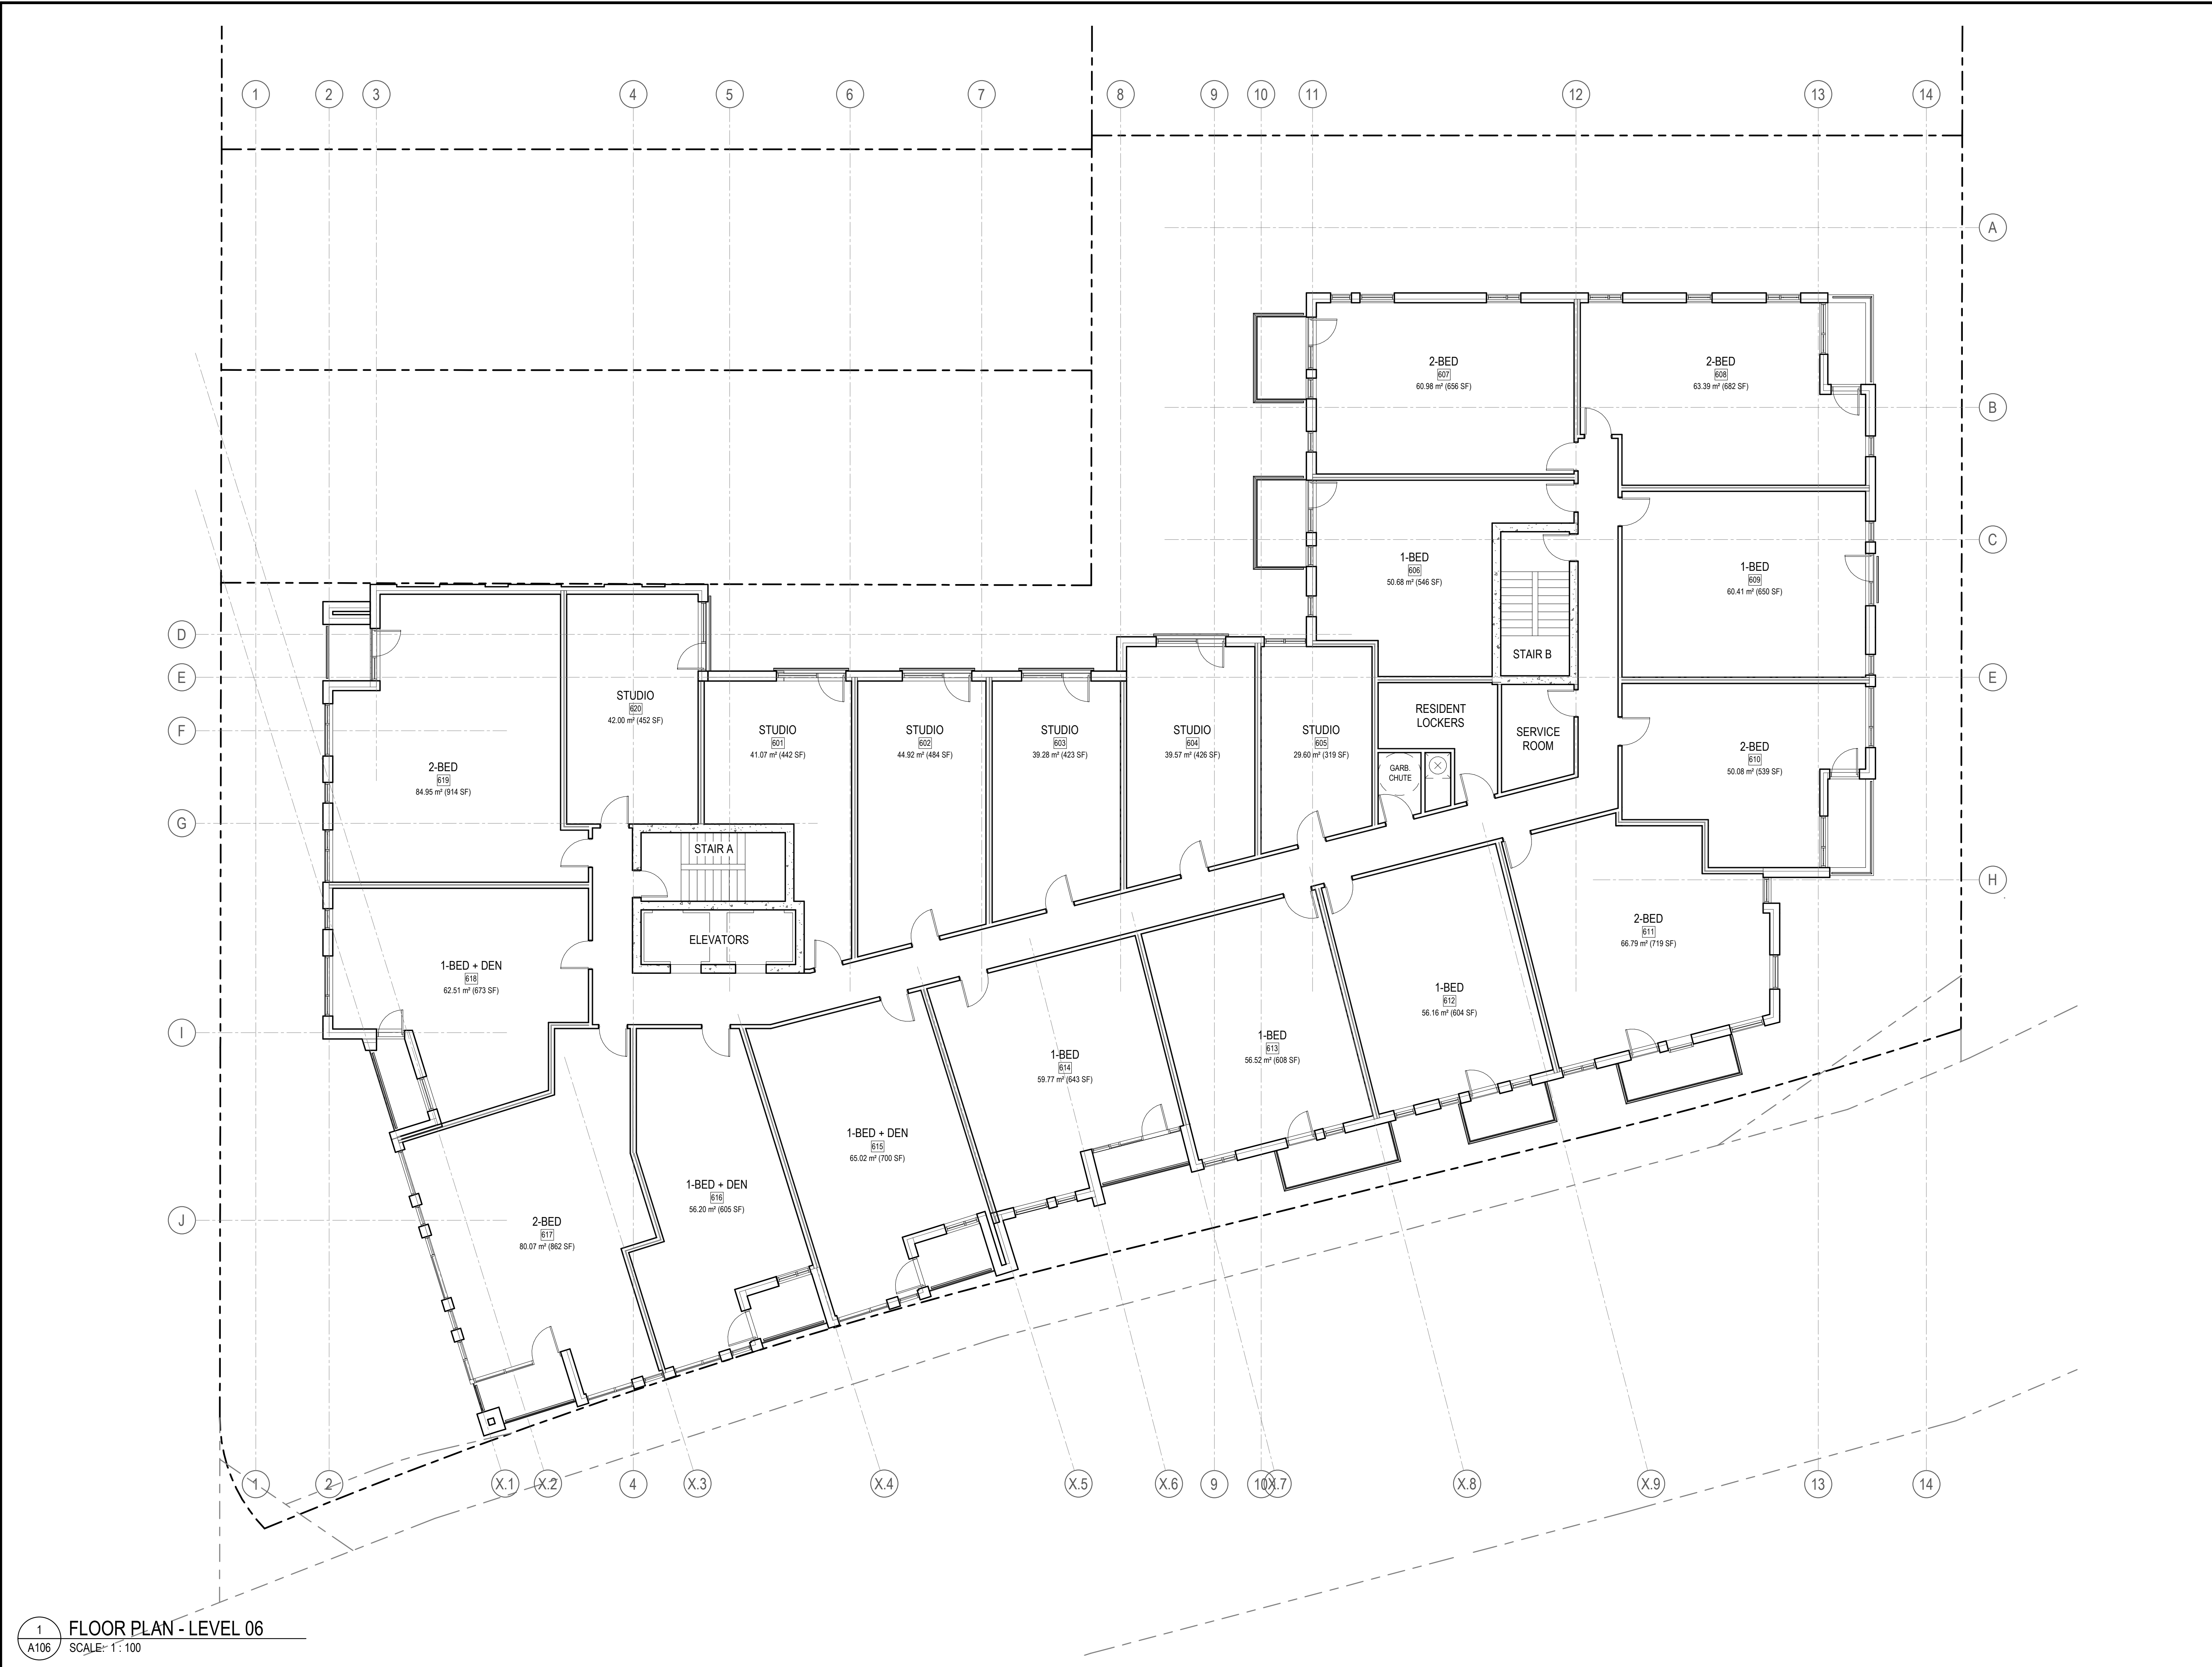 1
2
3
4
5
6
7
8
9
10
11
12
13
14
A
B
C
D
E
F
G
I
J
E
H
2-BED
607
60.98 m² (656 SF)
2-BED
608
63.39 m² (682 SF)
1-BED
606
50.68 m² (546 SF)
1-BED
609
60.41 m² (650 SF)
STAIR B
STUDIO
620
42.00 m² (452 SF)
STUDIO
601
41.07 m² (442 SF)
STUDIO
602
44.92 m² (484 SF)
STUDIO
603
39.28 m² (423 SF)
STUDIO
604
39.57 m² (426 SF)
STUDIO
605
29.60 m² (319 SF)
RESIDENT
LOCKERS
SERVICE
ROOM
GARB.
CHUTE
2-BED
610
50.08 m² (539 SF)
2-BED
619
84.95 m² (914 SF)
STAIR A
ELEVATORS
2-BED
611
66.79 m² (719 SF)
1-BED + DEN
618
62.51 m² (673 SF)
1-BED
612
56.16 m² (604 SF)
1-BED
613
56.52 m² (608 SF)
1-BED
614
59.77 m² (643 SF)
1-BED + DEN
615
65.02 m² (700 SF)
1-BED + DEN
616
56.20 m² (605 SF)
2-BED
617
80.07 m² (862 SF)
1
2
X.1
X.2
4
X.3
X.4
X.5
X.6
9
10
X.7
X.8
X.9
13
14
1
A106
FLOOR PLAN - LEVEL 06
SCALE: 1 : 100